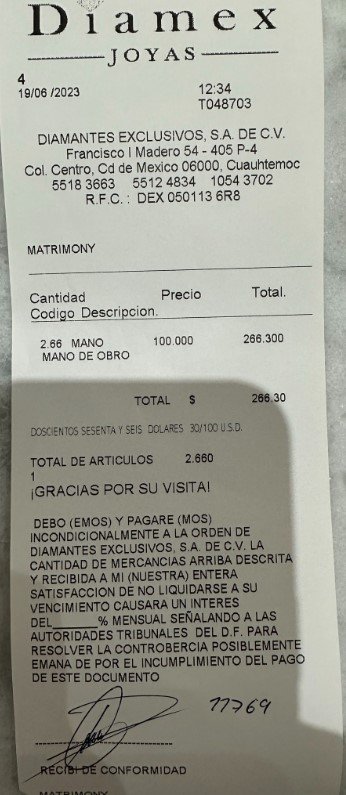 Diamex
JOYAS
4
19/06 /2023 12:34
T048703
DIAMANTES EXCLUSIVOS, S.A. DE C.V.
Francisco I Madero 54 - 405 P-4
Col. Centro, Cd de Mexico 06000, Cuauhtemoc
5518 3663 5512 4834 1054 3702
R.F.C. : DEX 050113 6R8
MATRIMONY
Cantidad Precio Total.
Codigo Descripcion.
2.66 MANO 100.000 266.300
MANO DE OBRO
TOTAL $ 266.30
DOSCIENTOS SESENTA Y SEIS DOLARES 30/100 U.S.D.
TOTAL DE ARTICULOS 2.660
1
¡GRACIAS POR SU VISITA!
DEBO (EMOS) Y PAGARE (MOS)
INCONDICIONALMENTE A LA ORDEN DE
DIAMANTES EXCLUSIVOS, S.A. DE C.V. LA
CANTIDAD DE MERCANCIAS ARRIBA DESCRITA
Y RECIBIDA A MI (NUESTRA) ENTERA
SATISFACCION DE NO LIQUIDARSE A SU
VENCIMIENTO CAUSARA UN INTERES
DEL______% MENSUAL SEÑALANDO A LAS
AUTORIDADES TRIBUNALES DEL D.F. PARA
RESOLVER LA CONTROBERCIA POSIBLEMENTE
EMANA DE POR EL INCUMPLIMIENTO DEL PAGO
DE ESTE DOCUMENTO
11769
RECIBI DE CONFORMIDAD
MATRIMONY